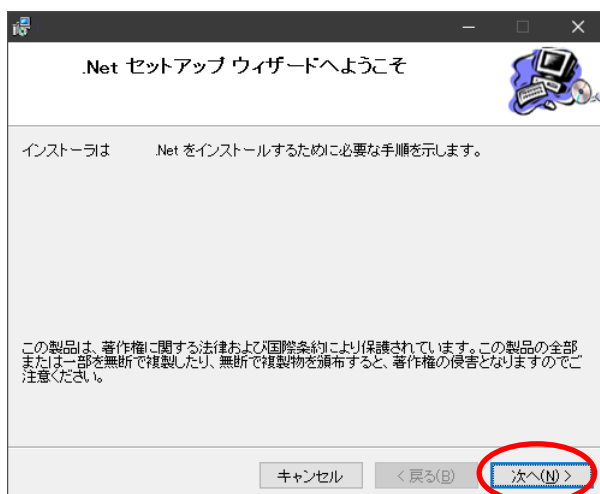 .Net セットアップ ウィザードへようこそ
インストーラは .Net をインストールするために必要な手順を示します。
この製品は、著作権に関する法律および国際条約により保護されています。この製品の全部
または一部を無断で複製したり、無断で複製物を頒布すると、著作権の侵害となりますのでご
注意ください。
キャンセル < 戻る(B) 次へ(N) >